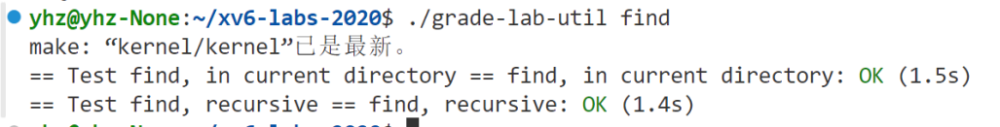 yhz@yhz-None:~/xv6-labs-2020$ ./grade-lab-util find
make: “kernel/kernel”已是最新。
== Test find, in current directory == find, in current directory: OK (1.5s)
== Test find, recursive == find, recursive: OK (1.4s)